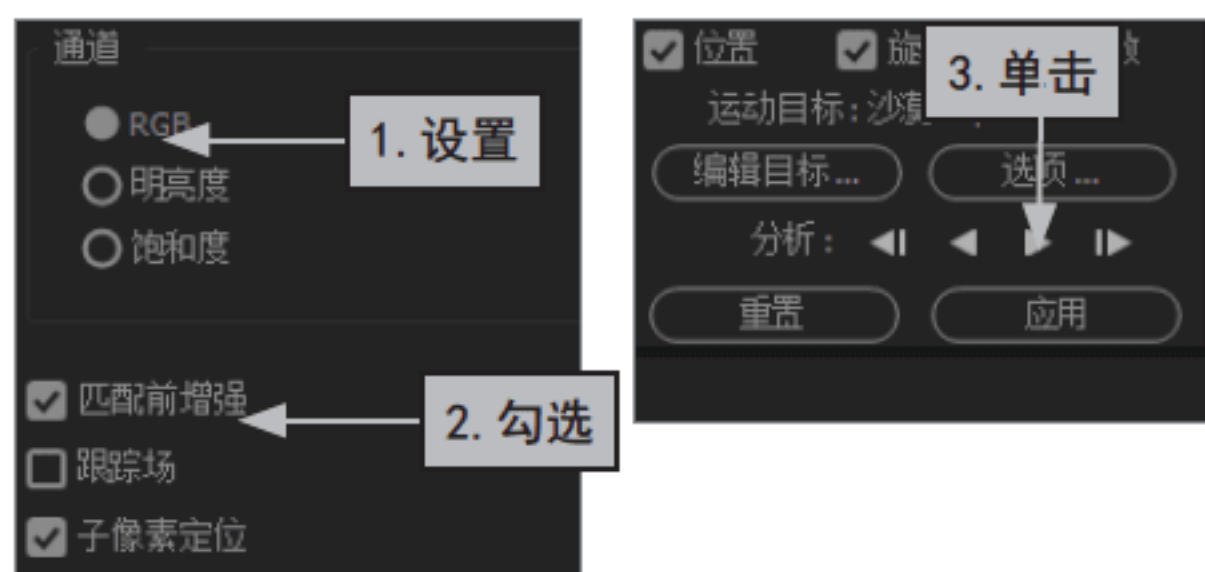 通道
RGB
1. 设置
明亮度
饱和度
匹配前增强
2. 勾选
跟踪场
子像素定位
位置 旋
3. 单击
运动目标:沙漠
编辑目标... 选项...
分析:
重置 应用